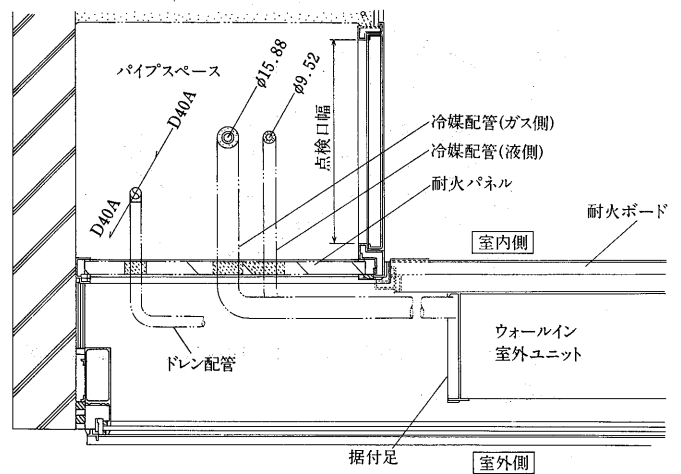 パイプスペース
D40A
D40A
φ15.88
φ9.52
点検口幅
冷媒配管(ガス側)
冷媒配管(液側)
耐火パネル
耐火ボード
室内側
ウォールイン
室外ユニット
ドレン配管
据付足
室外側